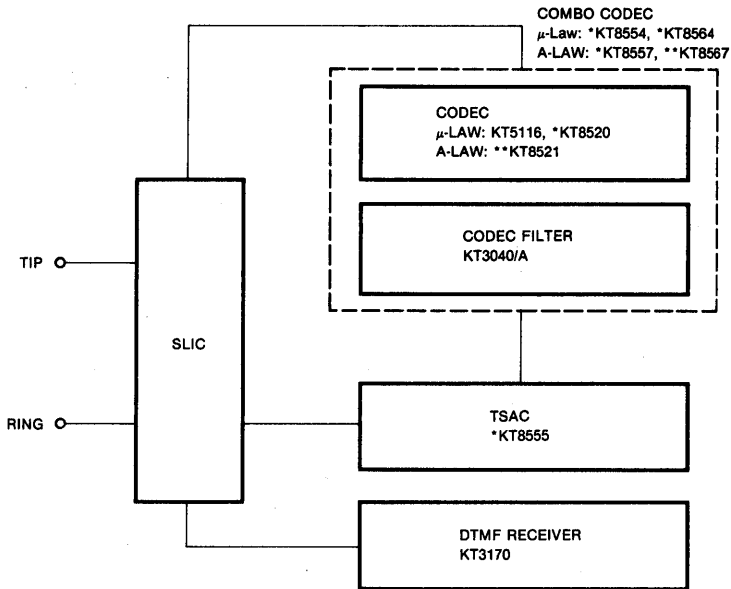 COMBO CODEC
μ-Law: *KT8554, *KT8564
A-LAW: *KT8557, **KT8567
CODEC
μ-LAW: KT5116, *KT8520
A-LAW: **KT8521
CODEC FILTER
KT3040/A
TIP
SLIC
RING
TSAC
*KT8555
DTMF RECEIVER
KT3170